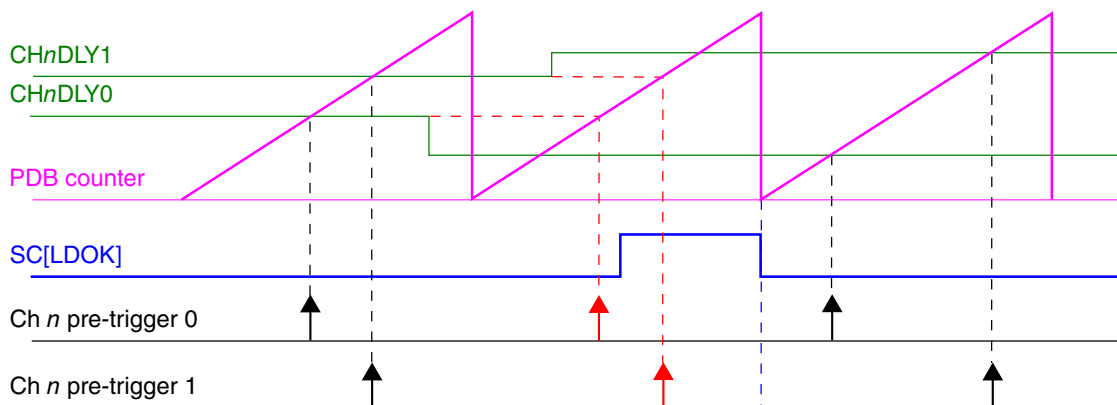 CHnDLY1
CHnDLY0
PDB counter
SC[LDOK]
Ch n pre-trigger 0
Ch n pre-trigger 1